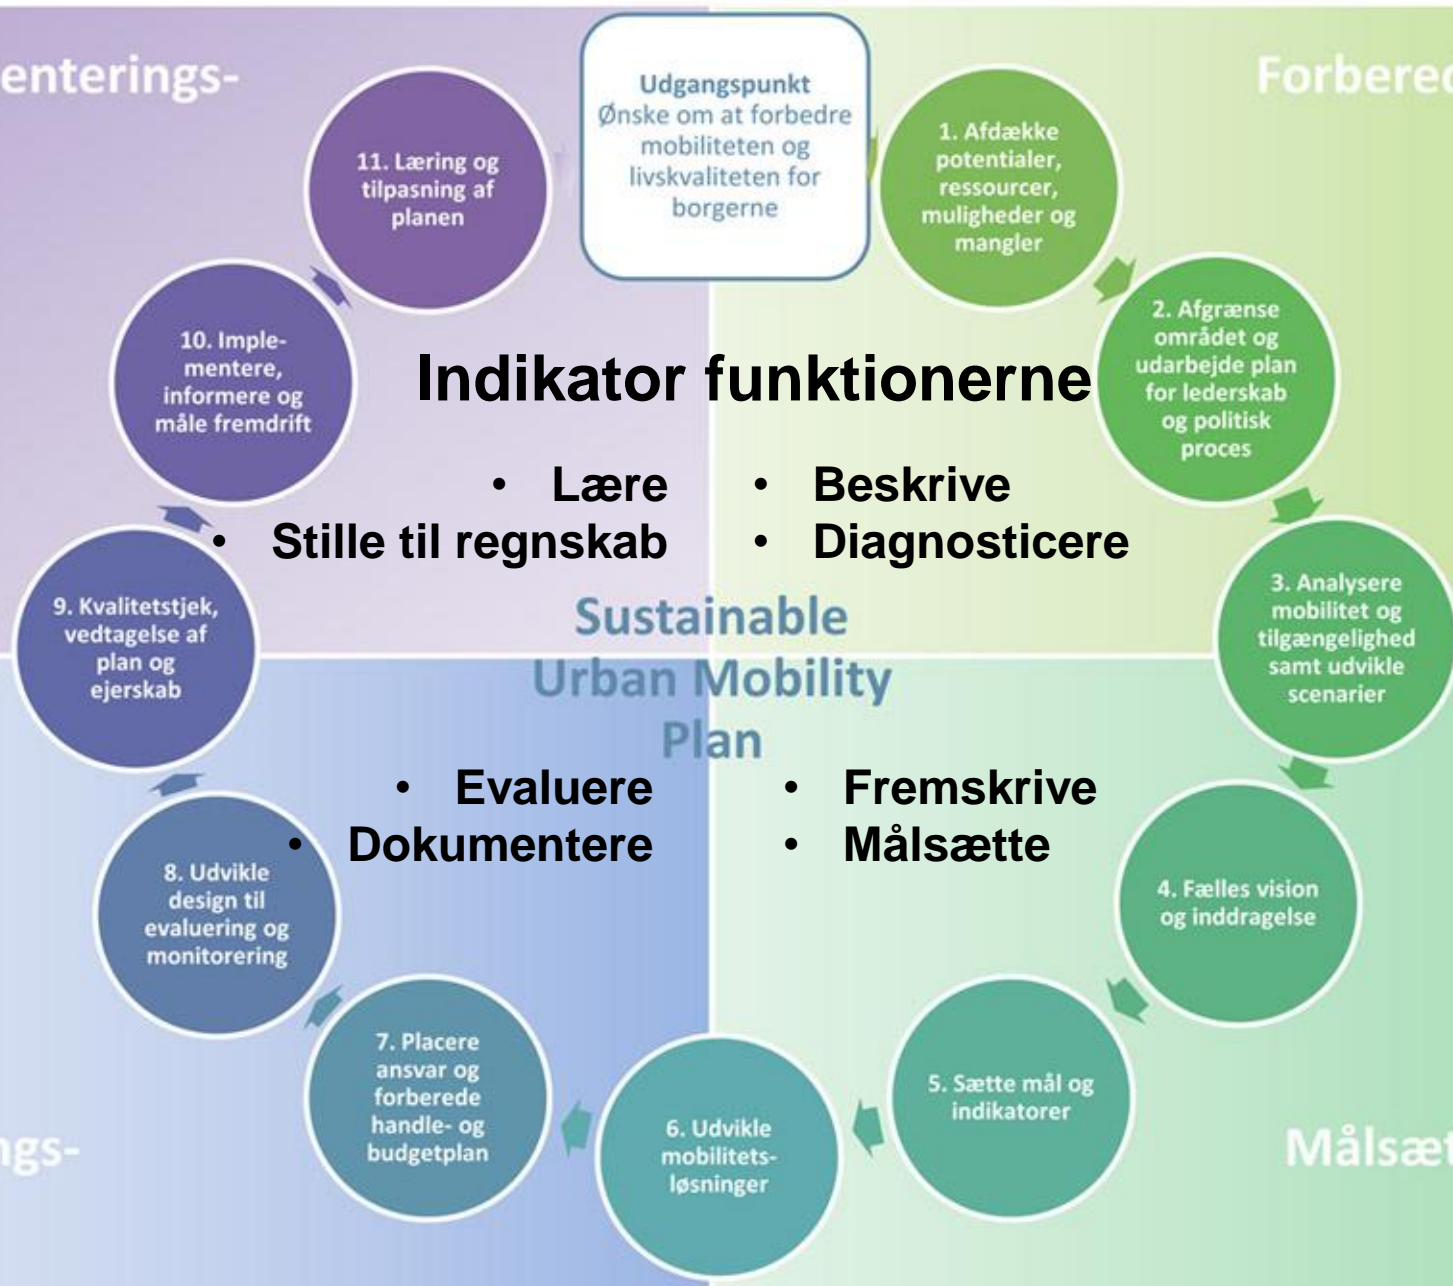 enterings-
Forbered
Udgangspunkt
Ønske om at forbedre
mobiliteten og
livskvaliteten for
borgerne
1. Afdække
potentialer,
ressourcer,
muligheder og
mangler
2. Afgrænse
området og
udarbejde plan
for lederskab
og politisk
proces
3. Analysere
mobilitet og
tilgængelighed
samt udvikle
scenarier
4. Fælles vision
og inddragelse
5. Sætte mål og
indikatorer
6. Udvikle
mobilitets-
løsninger
7. Placere
ansvar og
forberede
handle- og
budgetplan
8. Udvikle
design til
evaluering og
monitorering
9. Kvalitetstjek,
vedtagelse af
plan og
ejerskab
10. Imple-
mentere,
informere og
måle fremdrift
11. Læring og
tilpasning af
planen
Indikator funktionerne
• Lære
• Stille til regnskab
• Beskrive
• Diagnosticere
Sustainable
Urban Mobility
Plan
• Evaluere
• Dokumentere
• Fremskrive
• Målsætte
ngs-
Målsæt